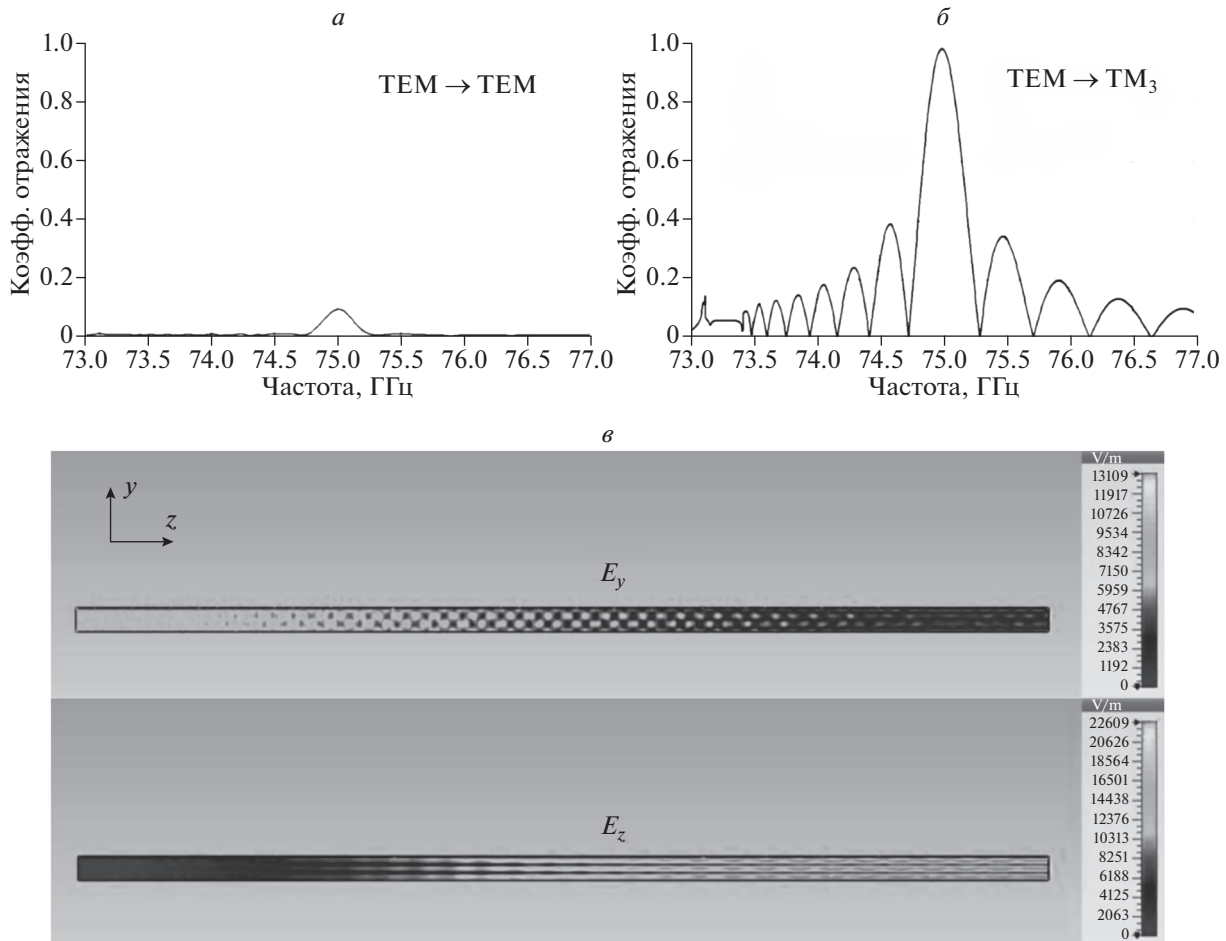 а
1.0
0.8
0.6
0.4
0.2
0
Коэфф. отражения
TEM → TEM
73.0 73.5 74.0 74.5 75.0 75.5 76.0 76.5 77.0
Частота, ГГц
б
1.0
0.8
0.6
0.4
0.2
0
Коэфф. отражения
TEM → TM₃
73.0 73.5 74.0 74.5 75.0 75.5 76.0 76.5 77.0
Частота, ГГц
в
y
z
E_y
V/m
13109
11917
10726
9534
8342
7150
5959
4767
3575
2383
1192
0
E_z
V/m
22609
20626
18564
16501
14438
12376
10313
8251
6188
4125
2063
0